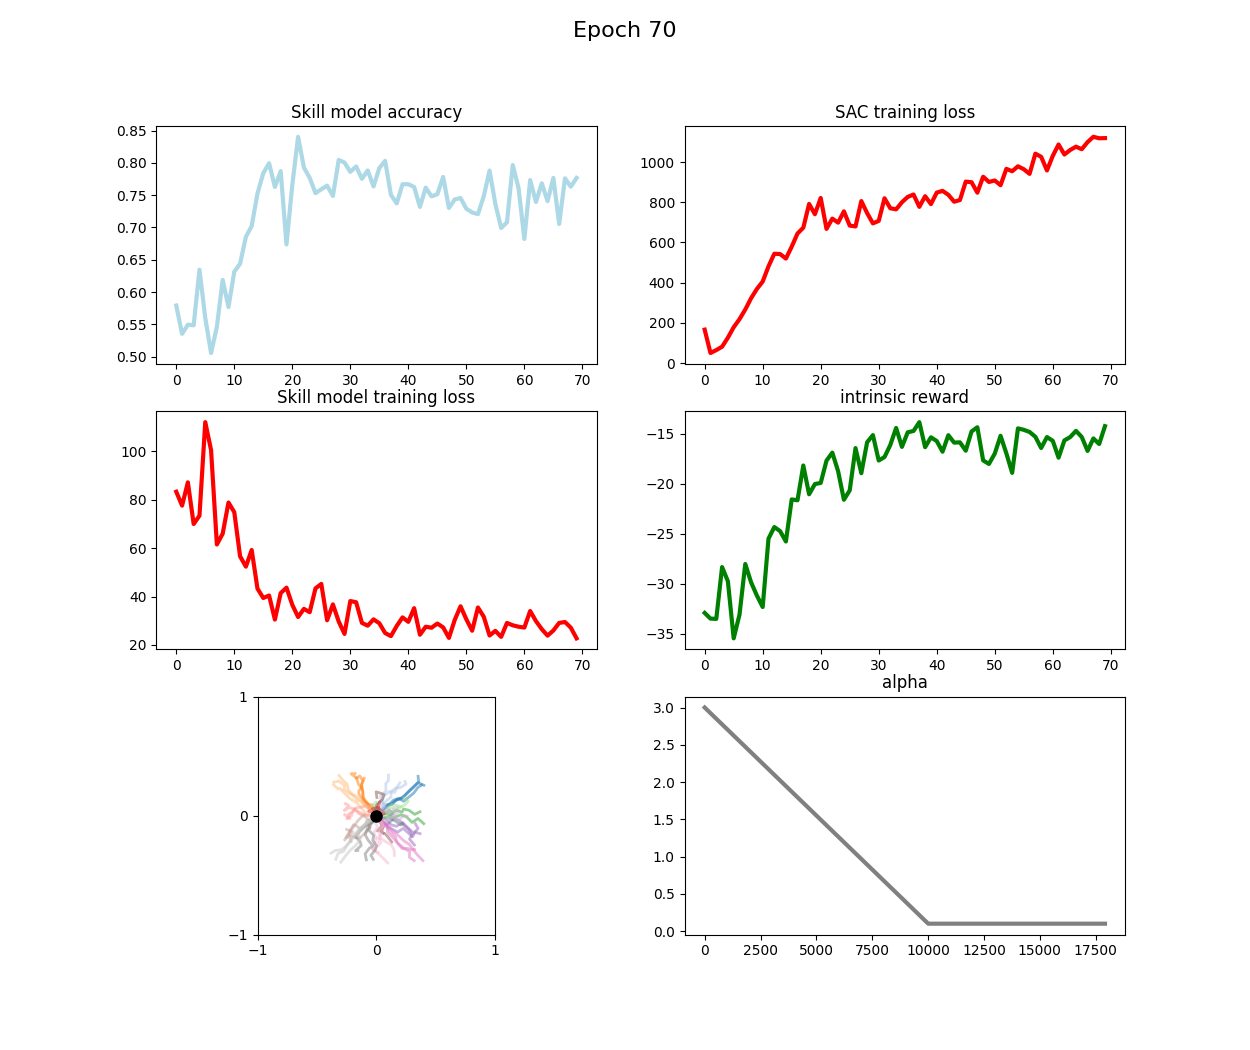 Epoch 70
Skill model accuracy
0.85
0.80
0.75
0.70
0.65
0.60
0.55
0.50
0 10 20 30 40 50 60 70
SAC training loss
1000
800
600
400
200
0
0 10 20 30 40 50 60 70
Skill model training loss
100
80
60
40
20
0 10 20 30 40 50 60 70
intrinsic reward
−15
−20
−25
−30
−35
0 10 20 30 40 50 60 70
1
0
−1
−1 0 1
alpha
3.0
2.5
2.0
1.5
1.0
0.5
0.0
0 2500 5000 7500 10000 12500 15000 17500